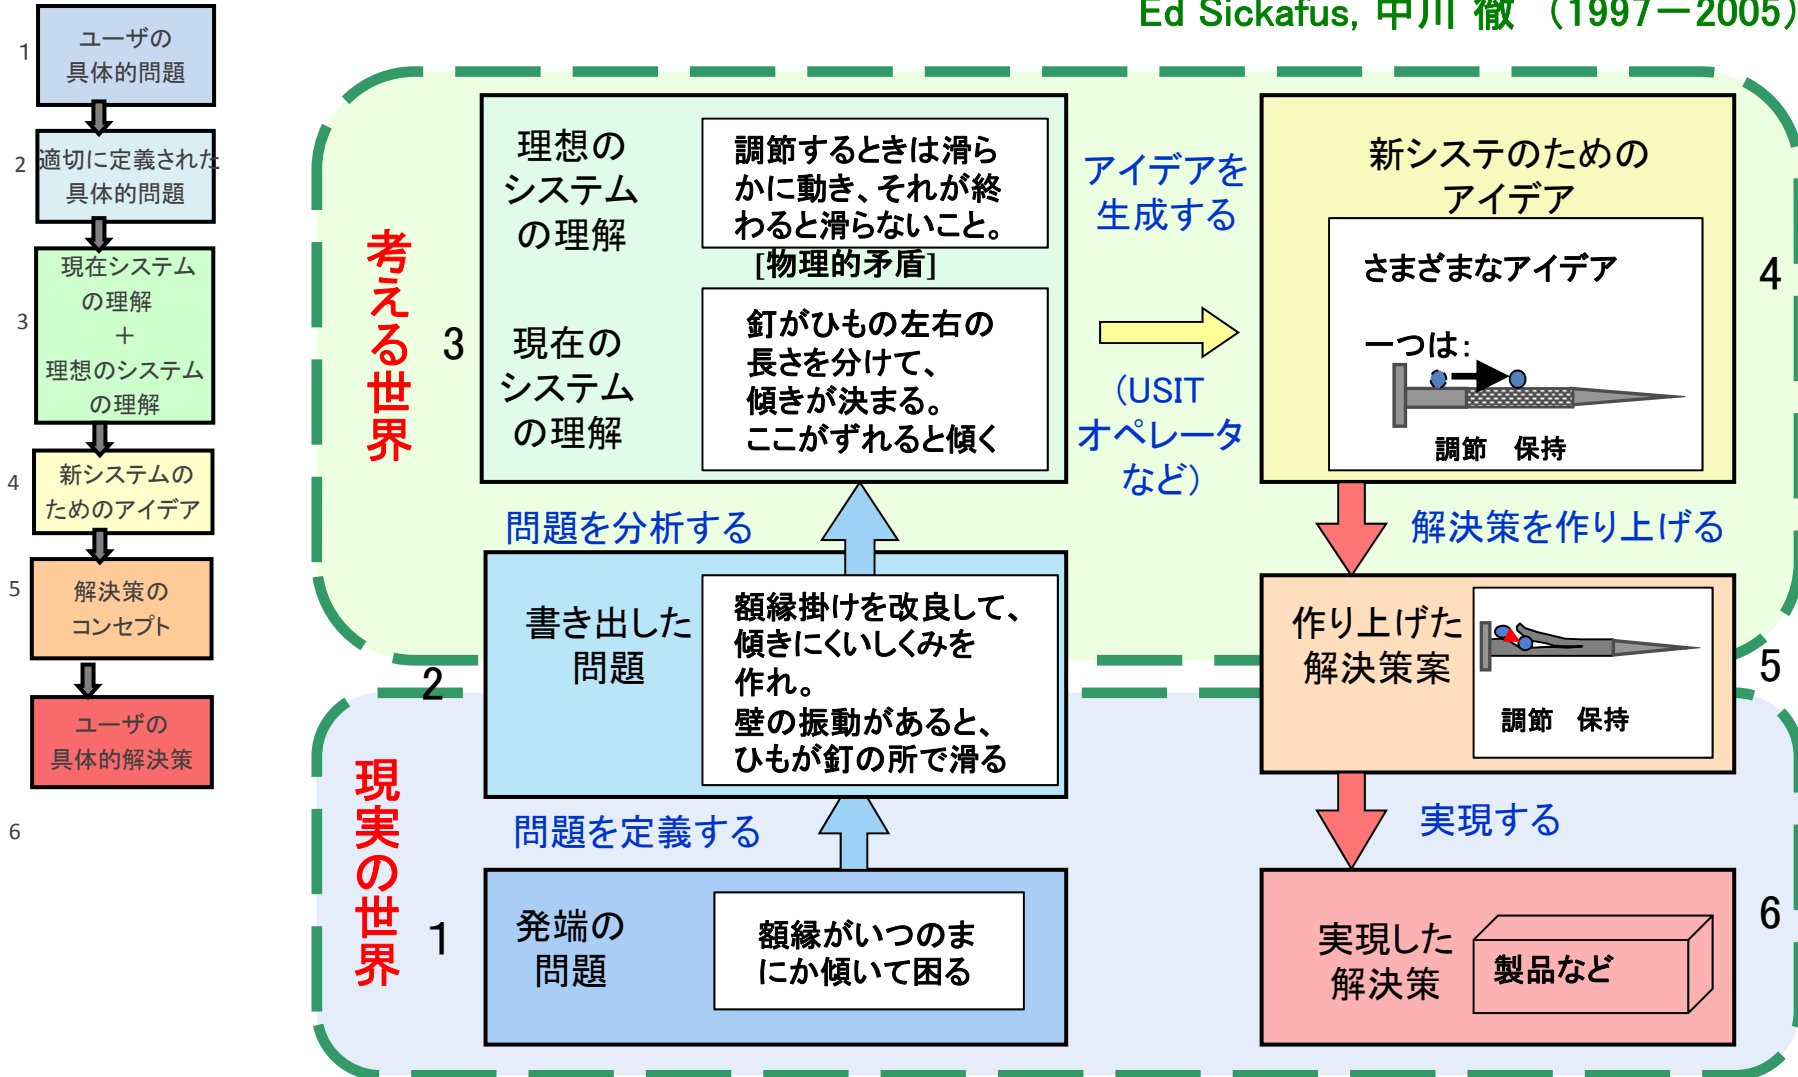 Ed Sickafus, 中川 徹 （1997－2005）
1
ユーザの
具体的問題
2
適切に定義された
具体的問題
3
現在システム
の理解
＋
理想のシステム
の理解
4
新システムの
ためのアイデア
5
解決策の
コンセプト
ユーザの
具体的解決策
6
考える世界
3
理想の
システム
の理解
調節するときは滑ら
かに動き、それが終
わると滑らないこと。
[物理的矛盾]
現在の
システム
の理解
釘がひもの左右の
長さを分けて、
傾きが決まる。
ここがずれると傾く
アイデアを
生成する
（USIT
オペレータ
など）
新システのための
アイデア
さまざまなアイデア
一つは：
調節 保持
4
問題を分析する
解決策を作り上げる
2
書き出した
問題
額縁掛けを改良して、
傾きにくいしくみを
作れ。
壁の振動があると、
ひもが釘の所で滑る
作り上げた
解決策案
調節 保持
5
現実の世界
問題を定義する
実現する
1
発端の
問題
額縁がいつのま
にか傾いて困る
実現した
解決策
製品など
6